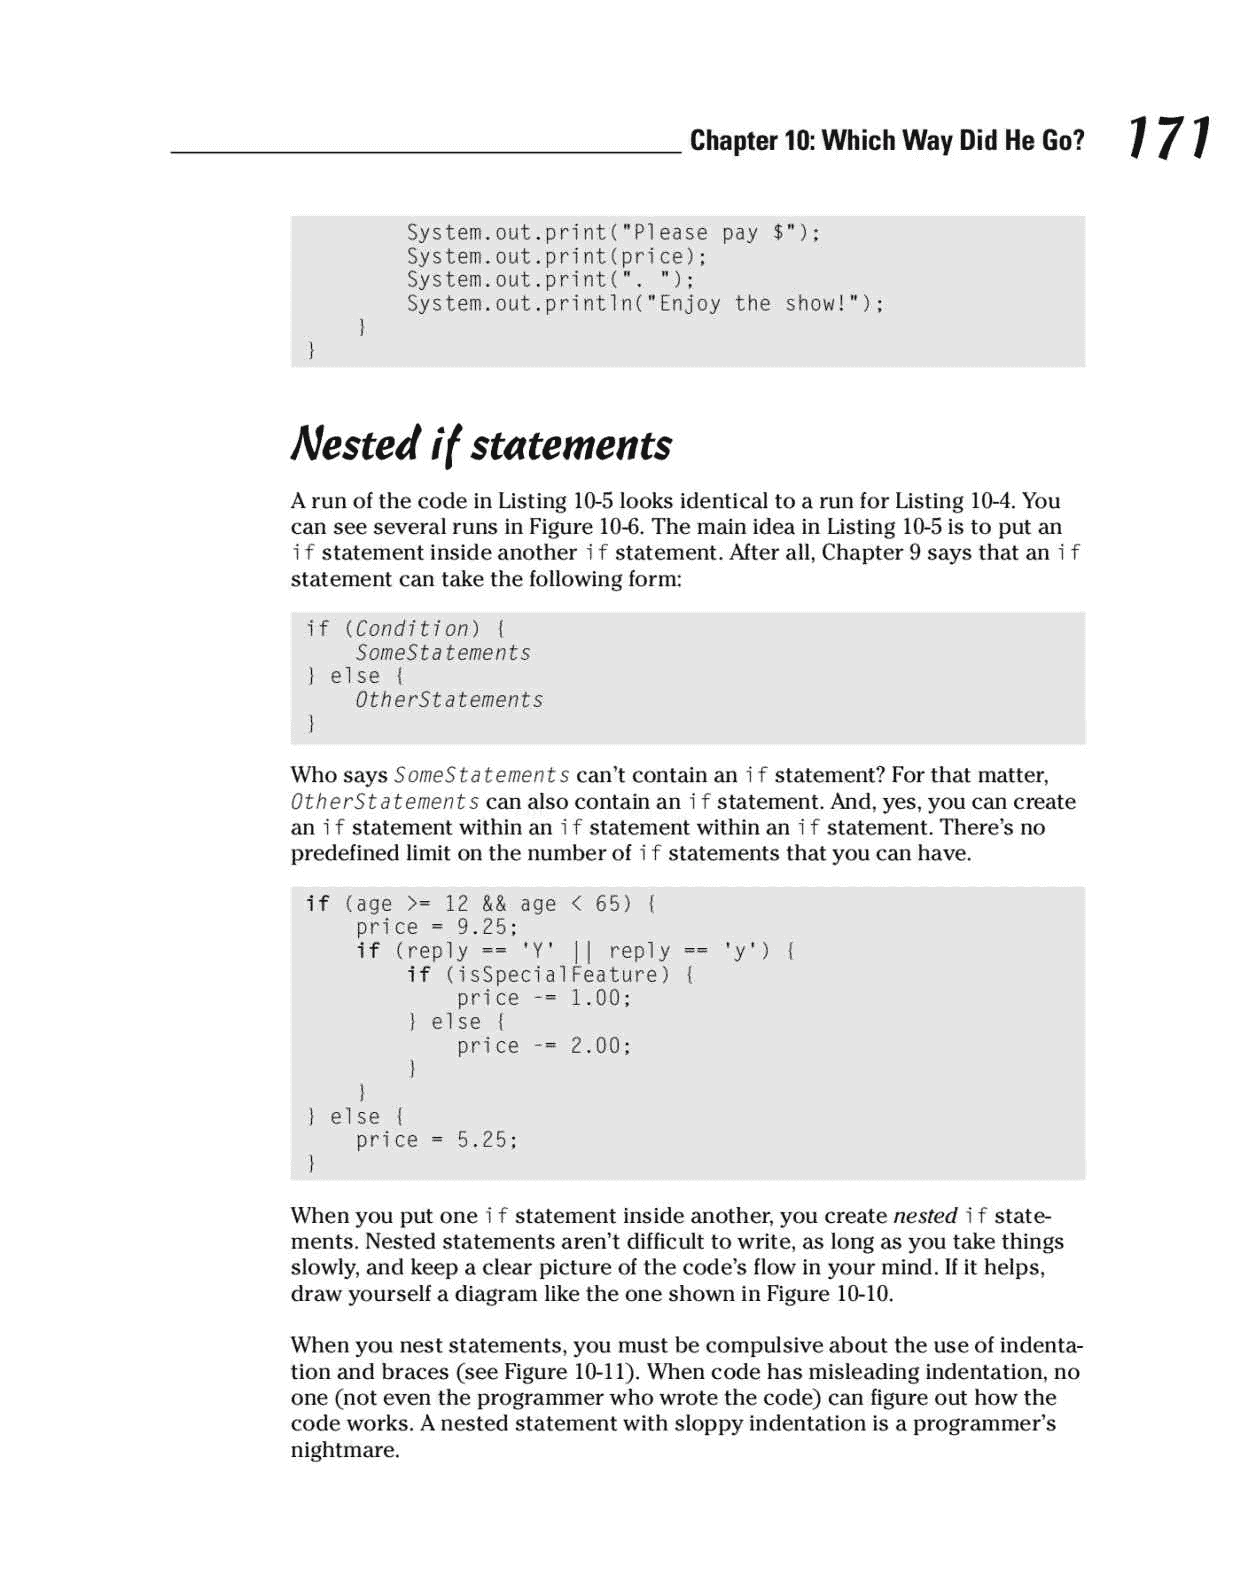 Chapter 10: Which Way Did He Go? 171
System.out.print("Please pay $");
System.out.print(price);
System.out.print(". ");
System.out.println("Enjoy the show!");
}
}
Nested if statements
A run of the code in Listing 10-5 looks identical to a run for Listing 10-4. You
can see several runs in Figure 10-6. The main idea in Listing 10-5 is to put an
if statement inside another if statement. After all, Chapter 9 says that an if
statement can take the following form:
if (Condition) {
SomeStatements
} else {
OtherStatements
}
Who says SomeStatements can't contain an if statement? For that matter,
OtherStatements can also contain an if statement. And, yes, you can create
an if statement within an if statement within an if statement. There's no
predefined limit on the number of if statements that you can have.
if (age >= 12 && age < 65) {
price = 9.25;
if (reply == 'Y' || reply == 'y') {
if (isSpecialFeature) {
price -= 1.00;
} else {
price -= 2.00;
}
}
} else {
price = 5.25;
}
When you put one if statement inside another, you create nested if state-
ments. Nested statements aren't difficult to write, as long as you take things
slowly, and keep a clear picture of the code's flow in your mind. If it helps,
draw yourself a diagram like the one shown in Figure 10-10.
When you nest statements, you must be compulsive about the use of indenta-
tion and braces (see Figure 10-11). When code has misleading indentation, no
one (not even the programmer who wrote the code) can figure out how the
code works. A nested statement with sloppy indentation is a programmer's
nightmare.